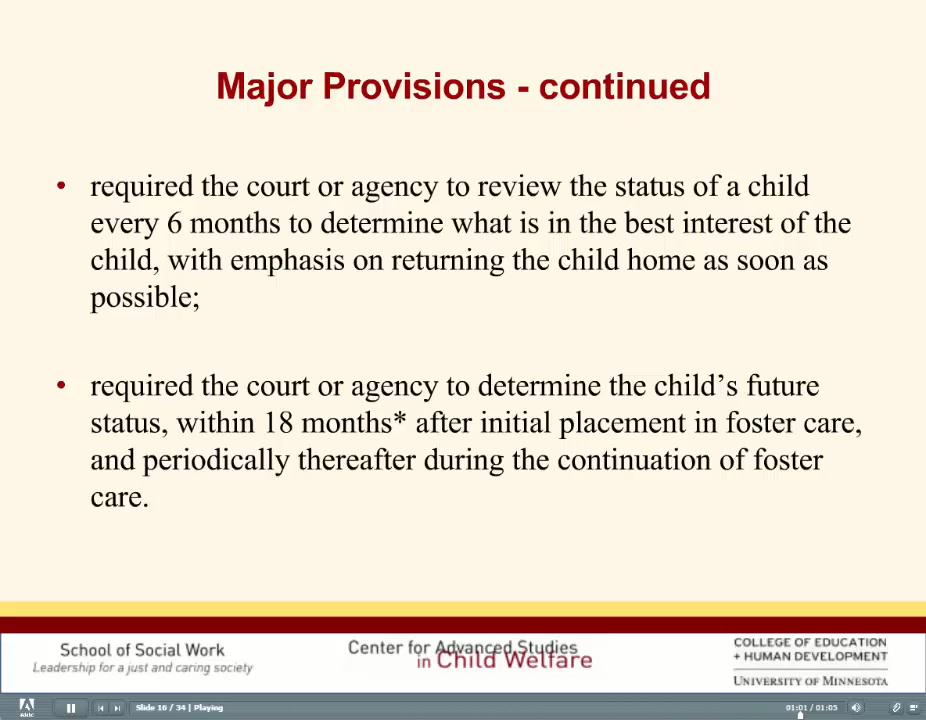 Major Provisions - continued
• required the court or agency to review the status of a child
every 6 months to determine what is in the best interest of the
child, with emphasis on returning the child home as soon as
possible;
• required the court or agency to determine the child’s future
status, within 18 months* after initial placement in foster care,
and periodically thereafter during the continuation of foster
care.
School of Social Work
Leadership for a just and caring society
Center for Advanced Studies
in Child Welfare
COLLEGE OF EDUCATION
+ HUMAN DEVELOPMENT
UNIVERSITY OF MINNESOTA
Slide 16 / 34 | Playing
01:01 / 01:05